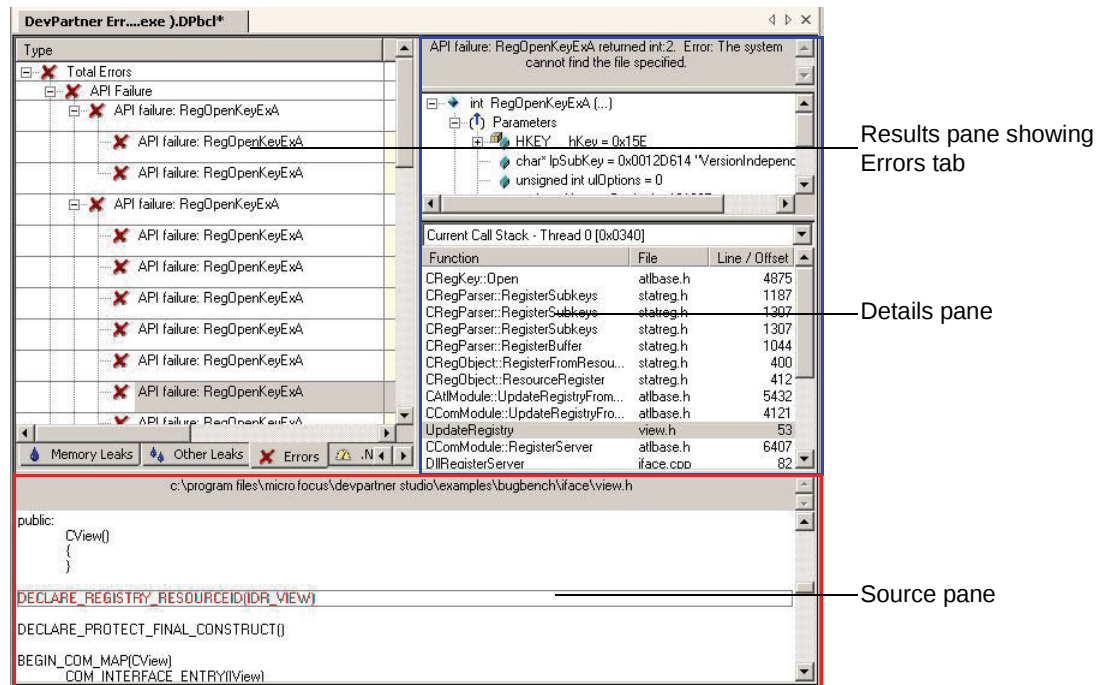 DevPartner Err....exe ).DPbcl*
Type
Total Errors
API Failure
API failure: RegOpenKeyExA
API failure: RegOpenKeyExA
API failure: RegOpenKeyExA
API failure: RegOpenKeyExA
API failure: RegOpenKeyExA
API failure: RegOpenKeyExA
API failure: RegOpenKeyExA
API failure: RegOpenKeyExA
API failure: RegOpenKeyExA
API failure: RegOpenKeyExA
API failure: RegOpenKeyExA
Memory Leaks
Other Leaks
Errors
.N
API failure: RegOpenKeyExA returned int:2. Error: The system
cannot find the file specified.
int RegOpenKeyExA (...)
Parameters
HKEY hKey = 0x15E
char* lpSubKey = 0x0012D614 "VersionIndepenc
unsigned int ulOptions = 0
Current Call Stack - Thread 0 [0x0340]
Function File Line / Offset
CRegKey::Open atlbase.h 4875
CRegParser::RegisterSubkeys statreg.h 1187
CRegParser::RegisterSubkeys statreg.h 1307
CRegParser::RegisterSubkeys statreg.h 1307
CRegParser::RegisterBuffer statreg.h 1044
CRegObject::RegisterFromResou... statreg.h 400
CRegObject::ResourceRegister statreg.h 412
CAtlModule::UpdateRegistryFrom... atlbase.h 5432
CComModule::UpdateRegistryFro... atlbase.h 4121
UpdateRegistry view.h 53
CComModule::RegisterServer atlbase.h 6407
DllRegisterServer iface.cpp 82
c:\program files\micro focus\devpartner studio\examples\bugbench\iface\view.h
public:
CView()
{
}
DECLARE_REGISTRY_RESOURCEID(IDR_VIEW)
DECLARE_PROTECT_FINAL_CONSTRUCT()
BEGIN_COM_MAP(CView)
COM_INTERFACE_ENTRY(IView)
Results pane showing
Errors tab
Details pane
Source pane